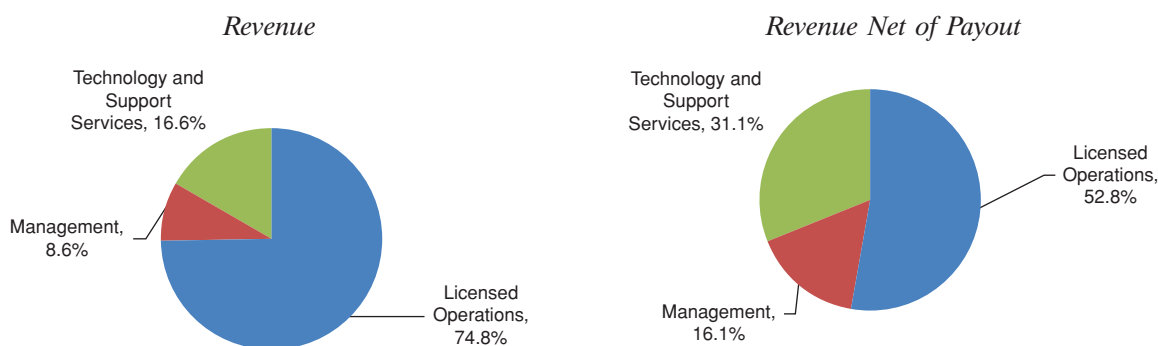 Revenue
Technology and
Support
Services, 16.6%
Management,
8.6%
Licensed
Operations,
74.8%
Revenue Net of Payout
Technology and
Support
Services, 31.1%
Licensed
Operations,
52.8%
Management,
16.1%